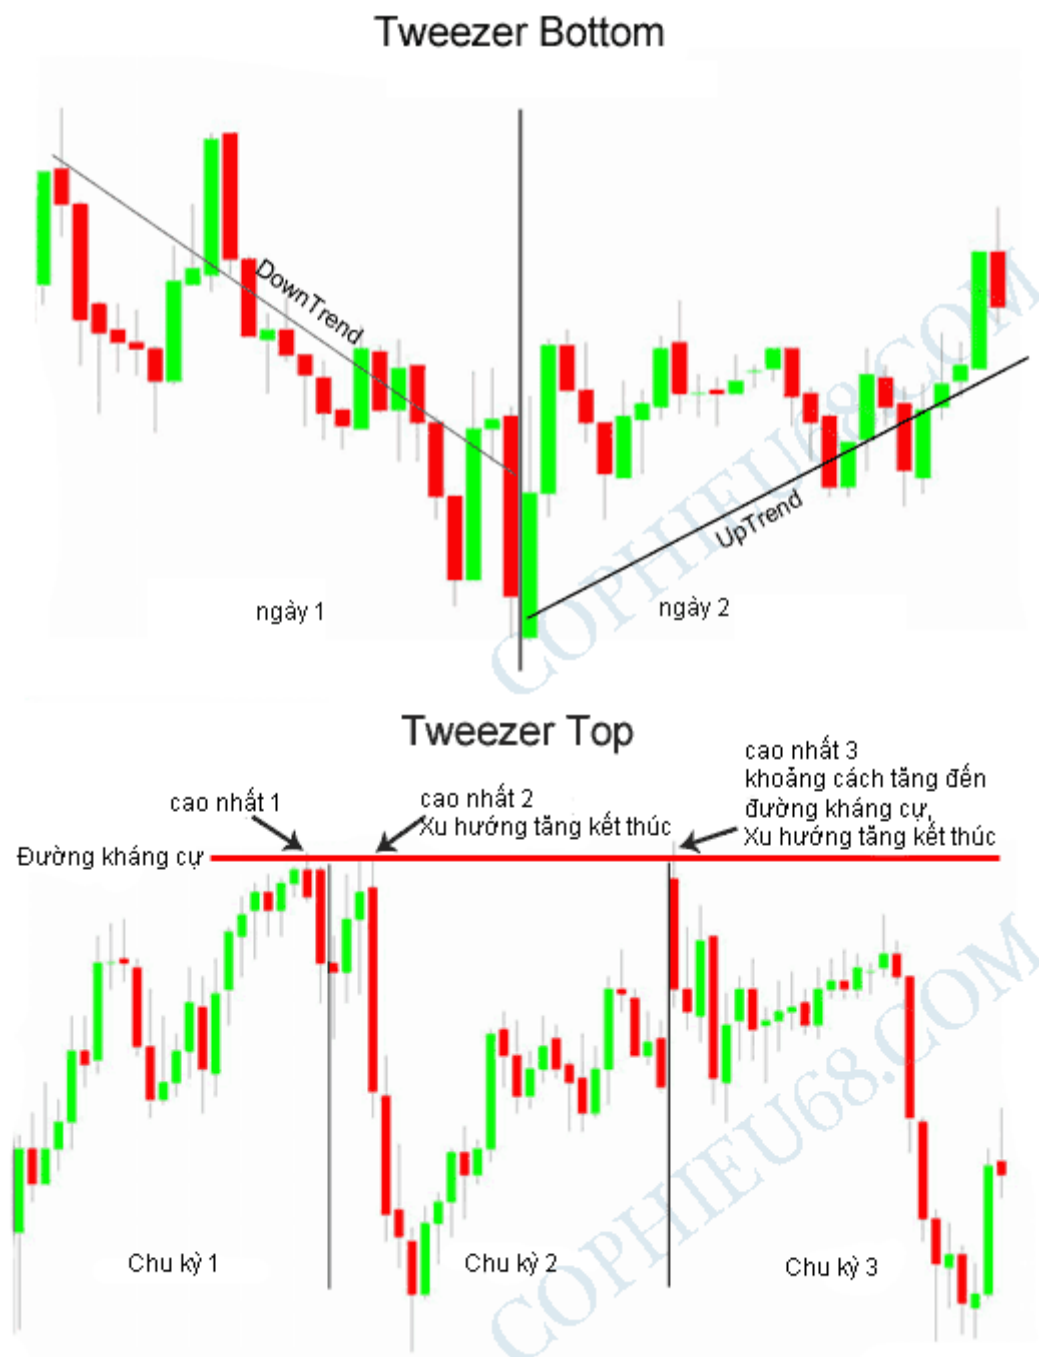 Tweezer Bottom
DownTrend
UpTrend
ngày 1
ngày 2
COPHIEU68.COM
Tweezer Top
cao nhất 1
cao nhất 2
Xu hướng tăng kết thúc
cao nhất 3
khoảng cách tăng đến
đường kháng cự,
Xu hướng tăng kết thúc
Đường kháng cự
Chu kỳ 1
Chu kỳ 2
Chu kỳ 3
COPHIEU68.COM